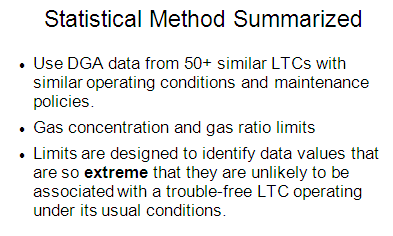 Statistical Method Summarized
• Use DGA data from 50+ similar LTCs with
similar operating conditions and maintenance
policies.
• Gas concentration and gas ratio limits
• Limits are designed to identify data values that
are so extreme that they are unlikely to be
associated with a trouble-free LTC operating
under its usual conditions.